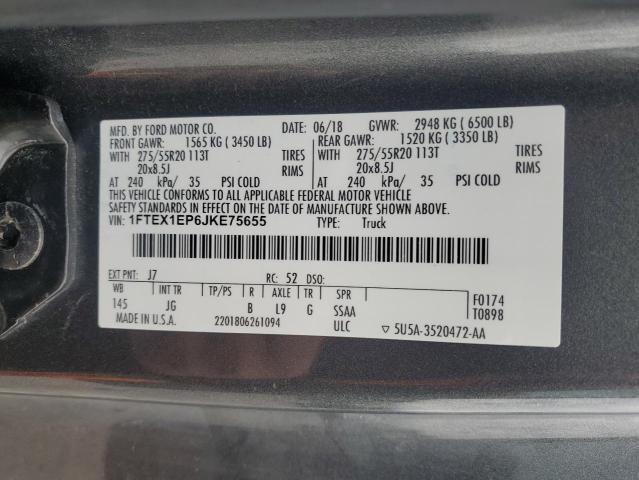 MFD. BY FORD MOTOR CO. DATE: 06/18 GVWR: 2948 KG ( 6500 LB)
FRONT GAWR: 1565 KG ( 3450 LB) REAR GAWR: 1520 KG ( 3350 LB)
WITH 275/55R20 113T TIRES WITH 275/55R20 113T TIRES
20x8.5J RIMS 20x8.5J RIMS
AT 240 kPa/ 35 PSI COLD AT 240 kPa/ 35 PSI COLD
THIS VEHICLE CONFORMS TO ALL APPLICABLE FEDERAL MOTOR VEHICLE
SAFETY STANDARDS IN EFFECT ON THE DATE OF MANUFACTURE SHOWN ABOVE.
VIN: 1FTEX1EP6JKE75655 TYPE: Truck
EXT PNT: J7 RC: 52 DSO:
WB INT TR TP/PS R AXLE TR SPR F0174
145 JG B L9 G SSAA T0898
MADE IN U.S.A. 2201806261094 ULC ▽ 5U5A-3520472-AA